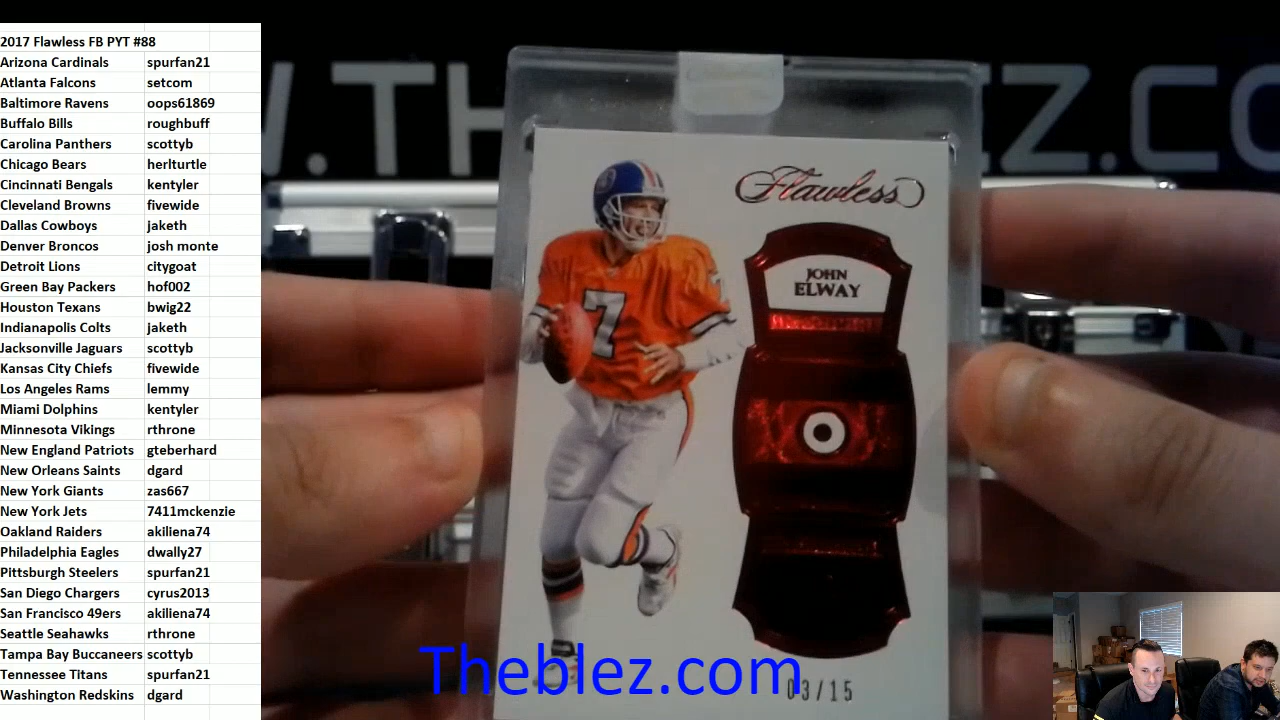 2017 Flawless FB PYT #88
Arizona Cardinals spurfan21
Atlanta Falcons setcom
Baltimore Ravens oops61869
Buffalo Bills roughbuff
Carolina Panthers scottyb
Chicago Bears herlturtle
Cincinnati Bengals kentyler
Cleveland Browns fivewide
Dallas Cowboys jaketh
Denver Broncos josh monte
Detroit Lions citygoat
Green Bay Packers hof002
Houston Texans bwig22
Indianapolis Colts jaketh
Jacksonville Jaguars scottyb
Kansas City Chiefs fivewide
Los Angeles Rams lemmy
Miami Dolphins kentyler
Minnesota Vikings rthrone
New England Patriots gteberhard
New Orleans Saints dgard
New York Giants zas667
New York Jets 7411mckenzie
Oakland Raiders akiliena74
Philadelphia Eagles dwally27
Pittsburgh Steelers spurfan21
San Diego Chargers cyrus2013
San Francisco 49ers akiliena74
Seattle Seahawks rthrone
Tampa Bay Buccaneers scottyb
Tennessee Titans spurfan21
Washington Redskins dgard
W.TH EZ.CO
Flawless
JOHN
ELWAY
7
Theblez.com
03/15